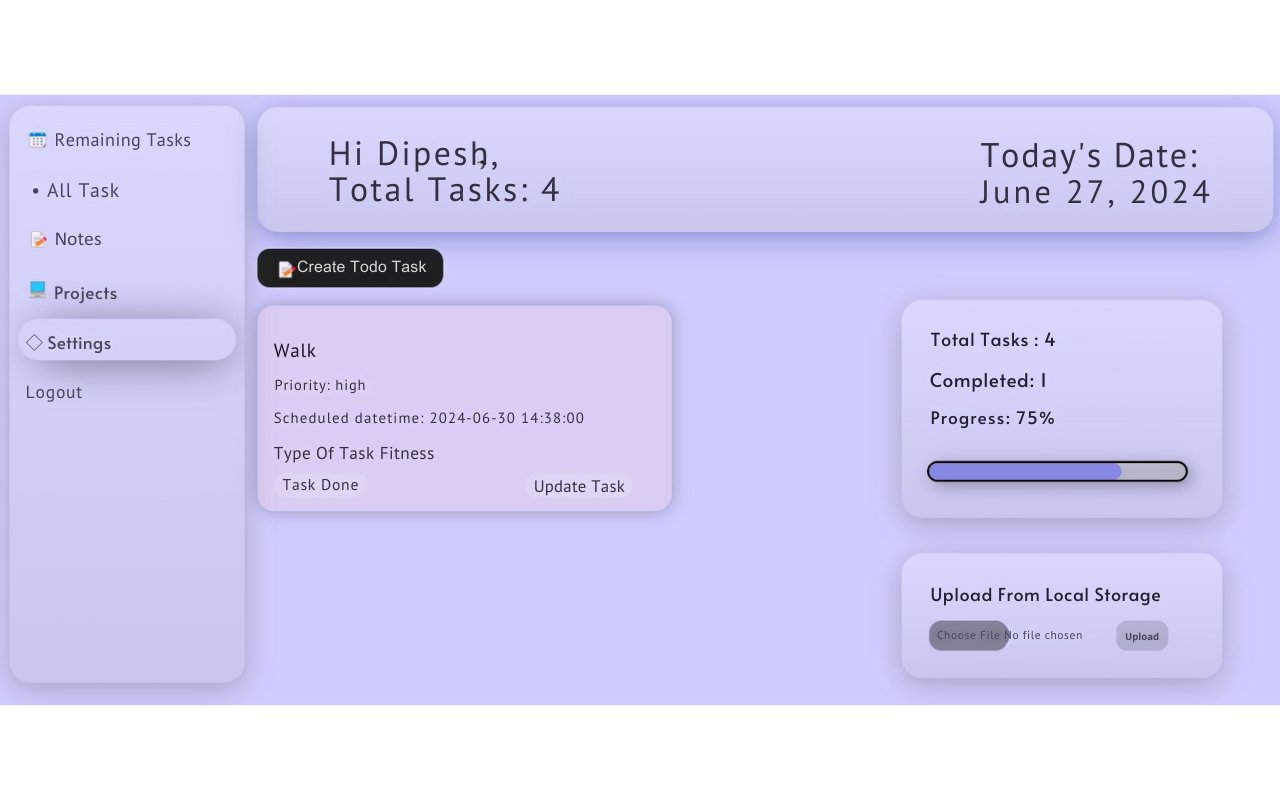 Remaining Tasks
• All Task
Notes
Projects
Settings
Logout
Hi Dipesh,
Total Tasks: 4
Today's Date:
June 27, 2024
Create Todo Task
Walk
Priority: high
Scheduled datetime: 2024-06-30 14:38:00
Type Of Task Fitness
Task Done
Update Task
Total Tasks : 4
Completed: 1
Progress: 75%
Upload From Local Storage
Choose File No file chosen
Upload